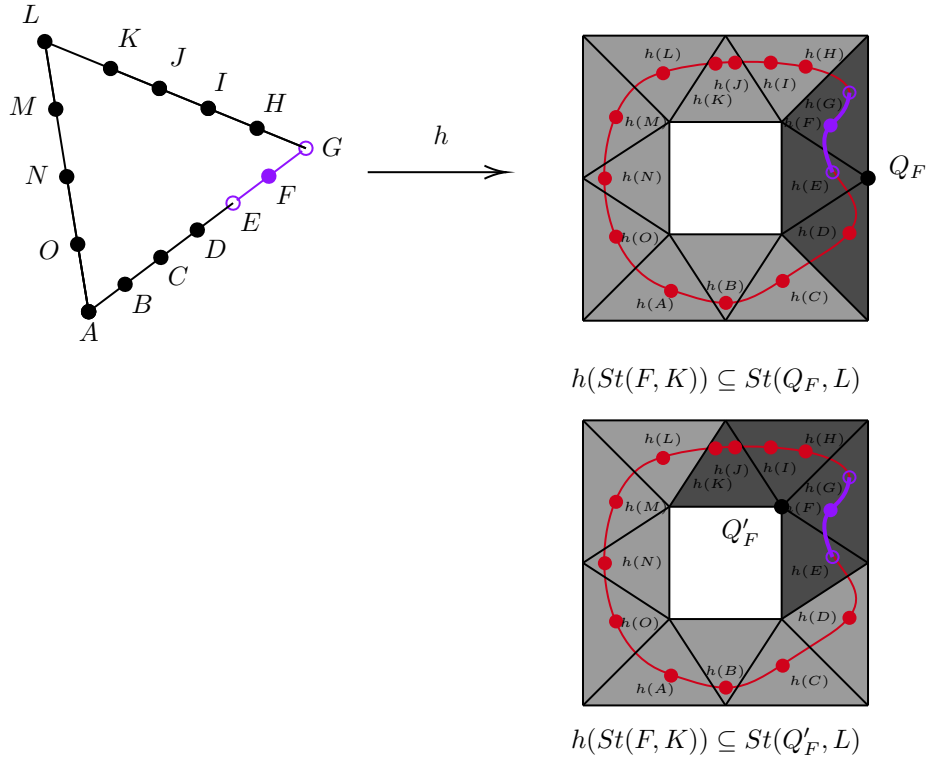 L
K
J
I
H
G
F
E
D
C
B
A
O
N
M
h
h(L)
h(K)
h(J)
h(I)
h(H)
h(G)
h(F)
h(E)
h(D)
h(C)
h(B)
h(A)
h(O)
h(N)
h(M)
Q_F
h(St(F, K)) ⊆ St(Q_F, L)
h(L)
h(K)
h(J)
h(I)
h(H)
h(G)
h(F)
h(E)
h(D)
h(C)
h(B)
h(A)
h(O)
h(N)
h(M)
Q′_F
h(St(F, K)) ⊆ St(Q′_F, L)